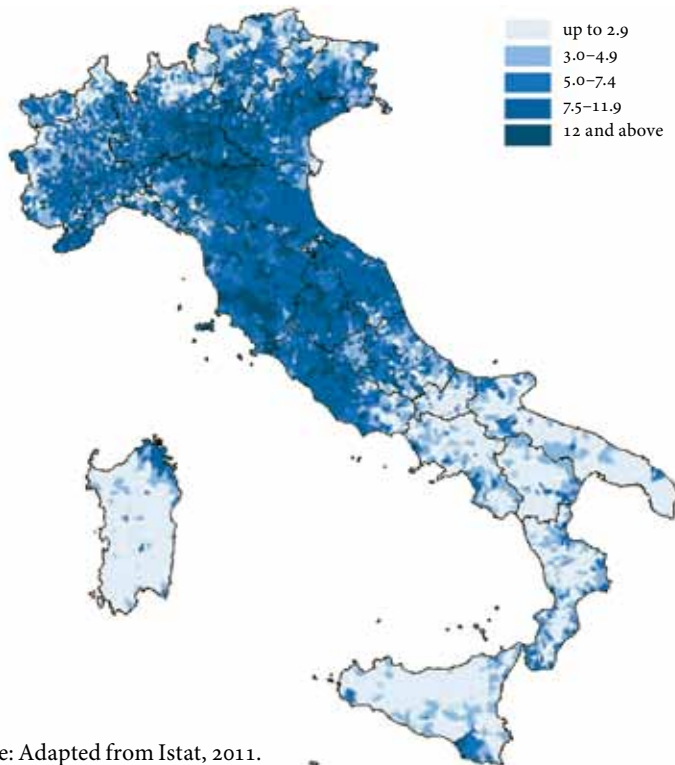 up to 2.9
3.0–4.9
5.0–7.4
7.5–11.9
12 and above
e: Adapted from Istat, 2011.